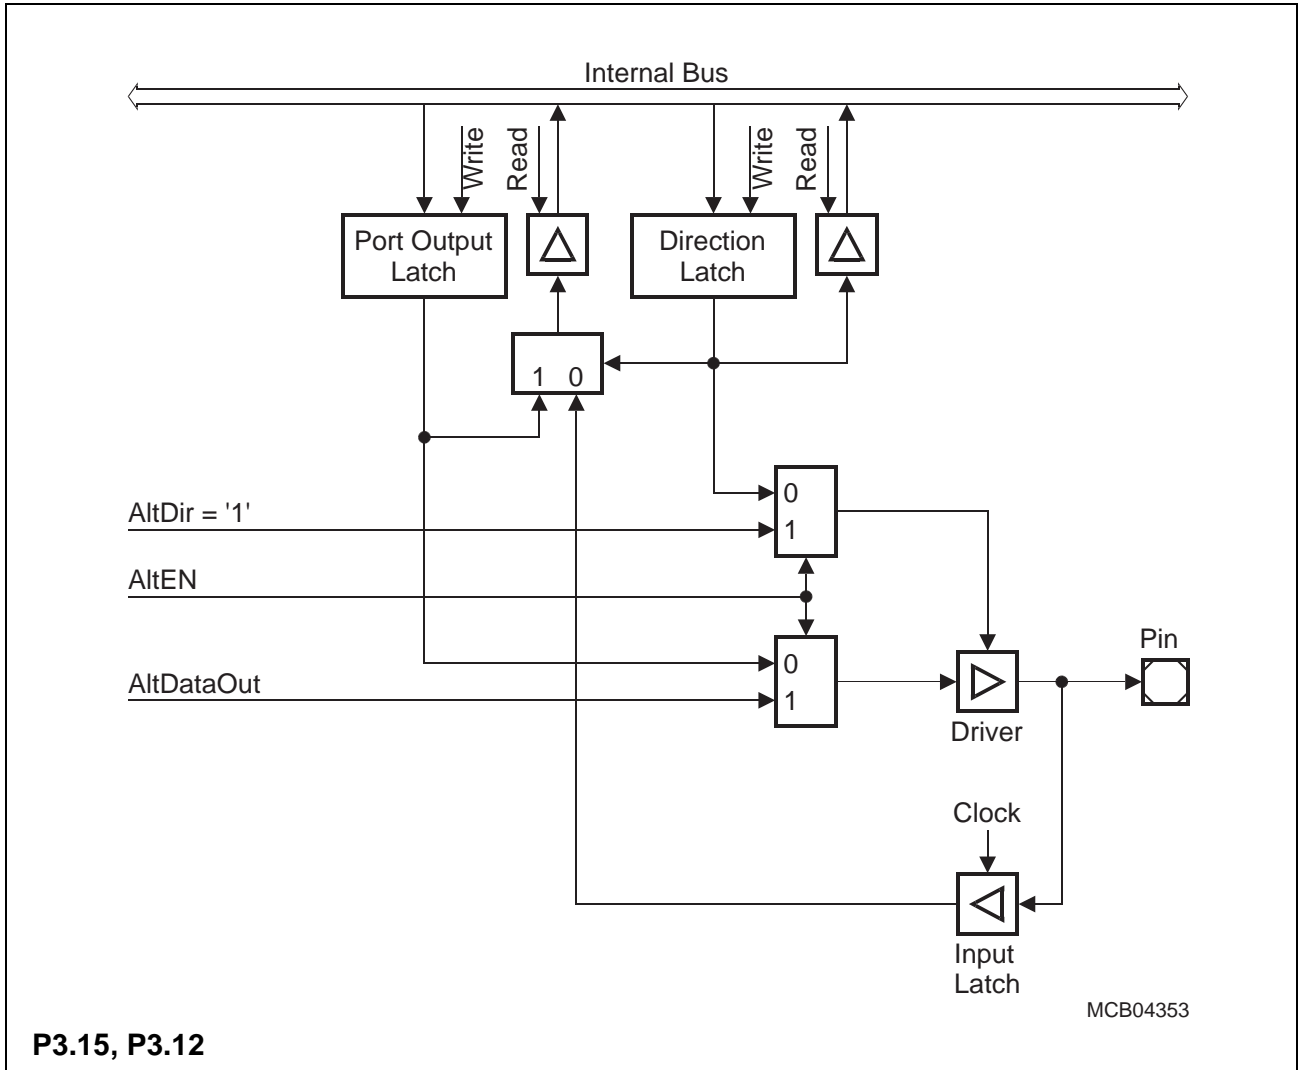 Internal Bus
Write
Read
Write
Read
Port Output
Latch
Direction
Latch
1 0
AltDir = '1'
0
1
AltEN
AltDataOut
0
1
Pin
Driver
Clock
Input
Latch
MCB04353
P3.15, P3.12